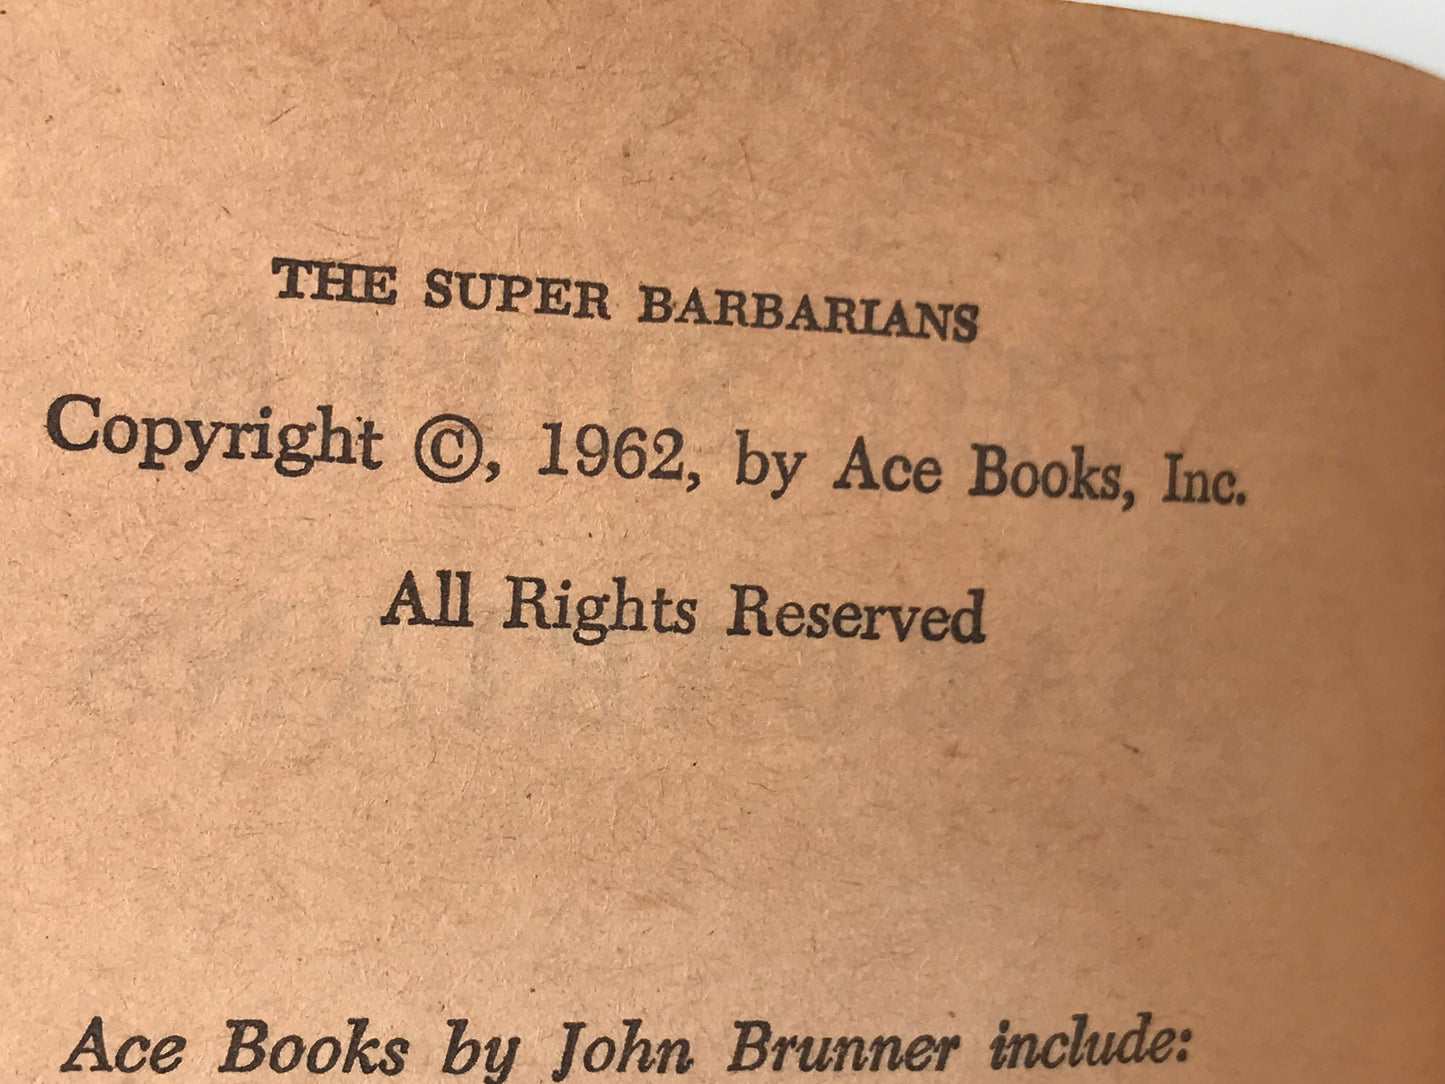 THE SUPER BARBARIANS
Copyright ©, 1962, by Ace Books, Inc.
All Rights Reserved
Ace Books by John Brunner include: